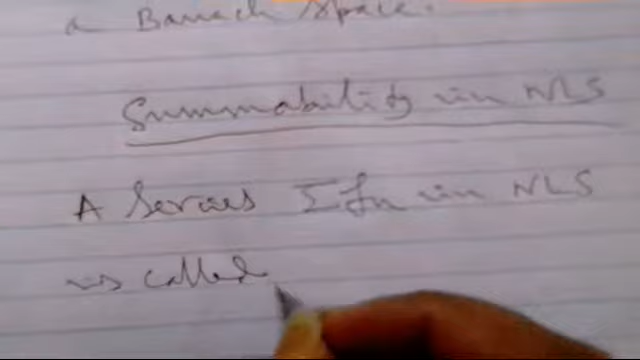 a Banach Space.
Summability in NLS
A Series Σfn in NLS
is called